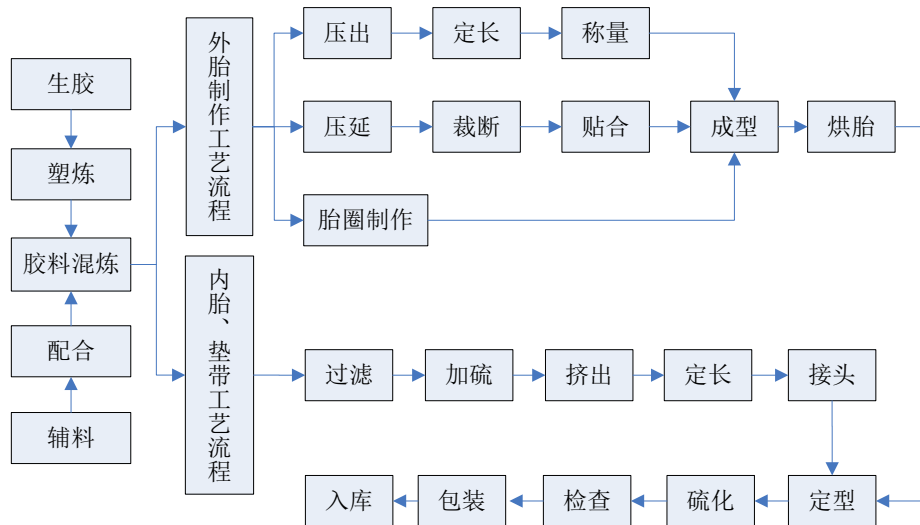 生胶
塑炼
胶料混炼
配合
辅料
外胎制作工艺流程
压出
定长
称量
压延
裁断
贴合
成型
烘胎
胎圈制作
内胎、垫带工艺流程
过滤
加硫
挤出
定长
接头
定型
硫化
检查
包装
入库